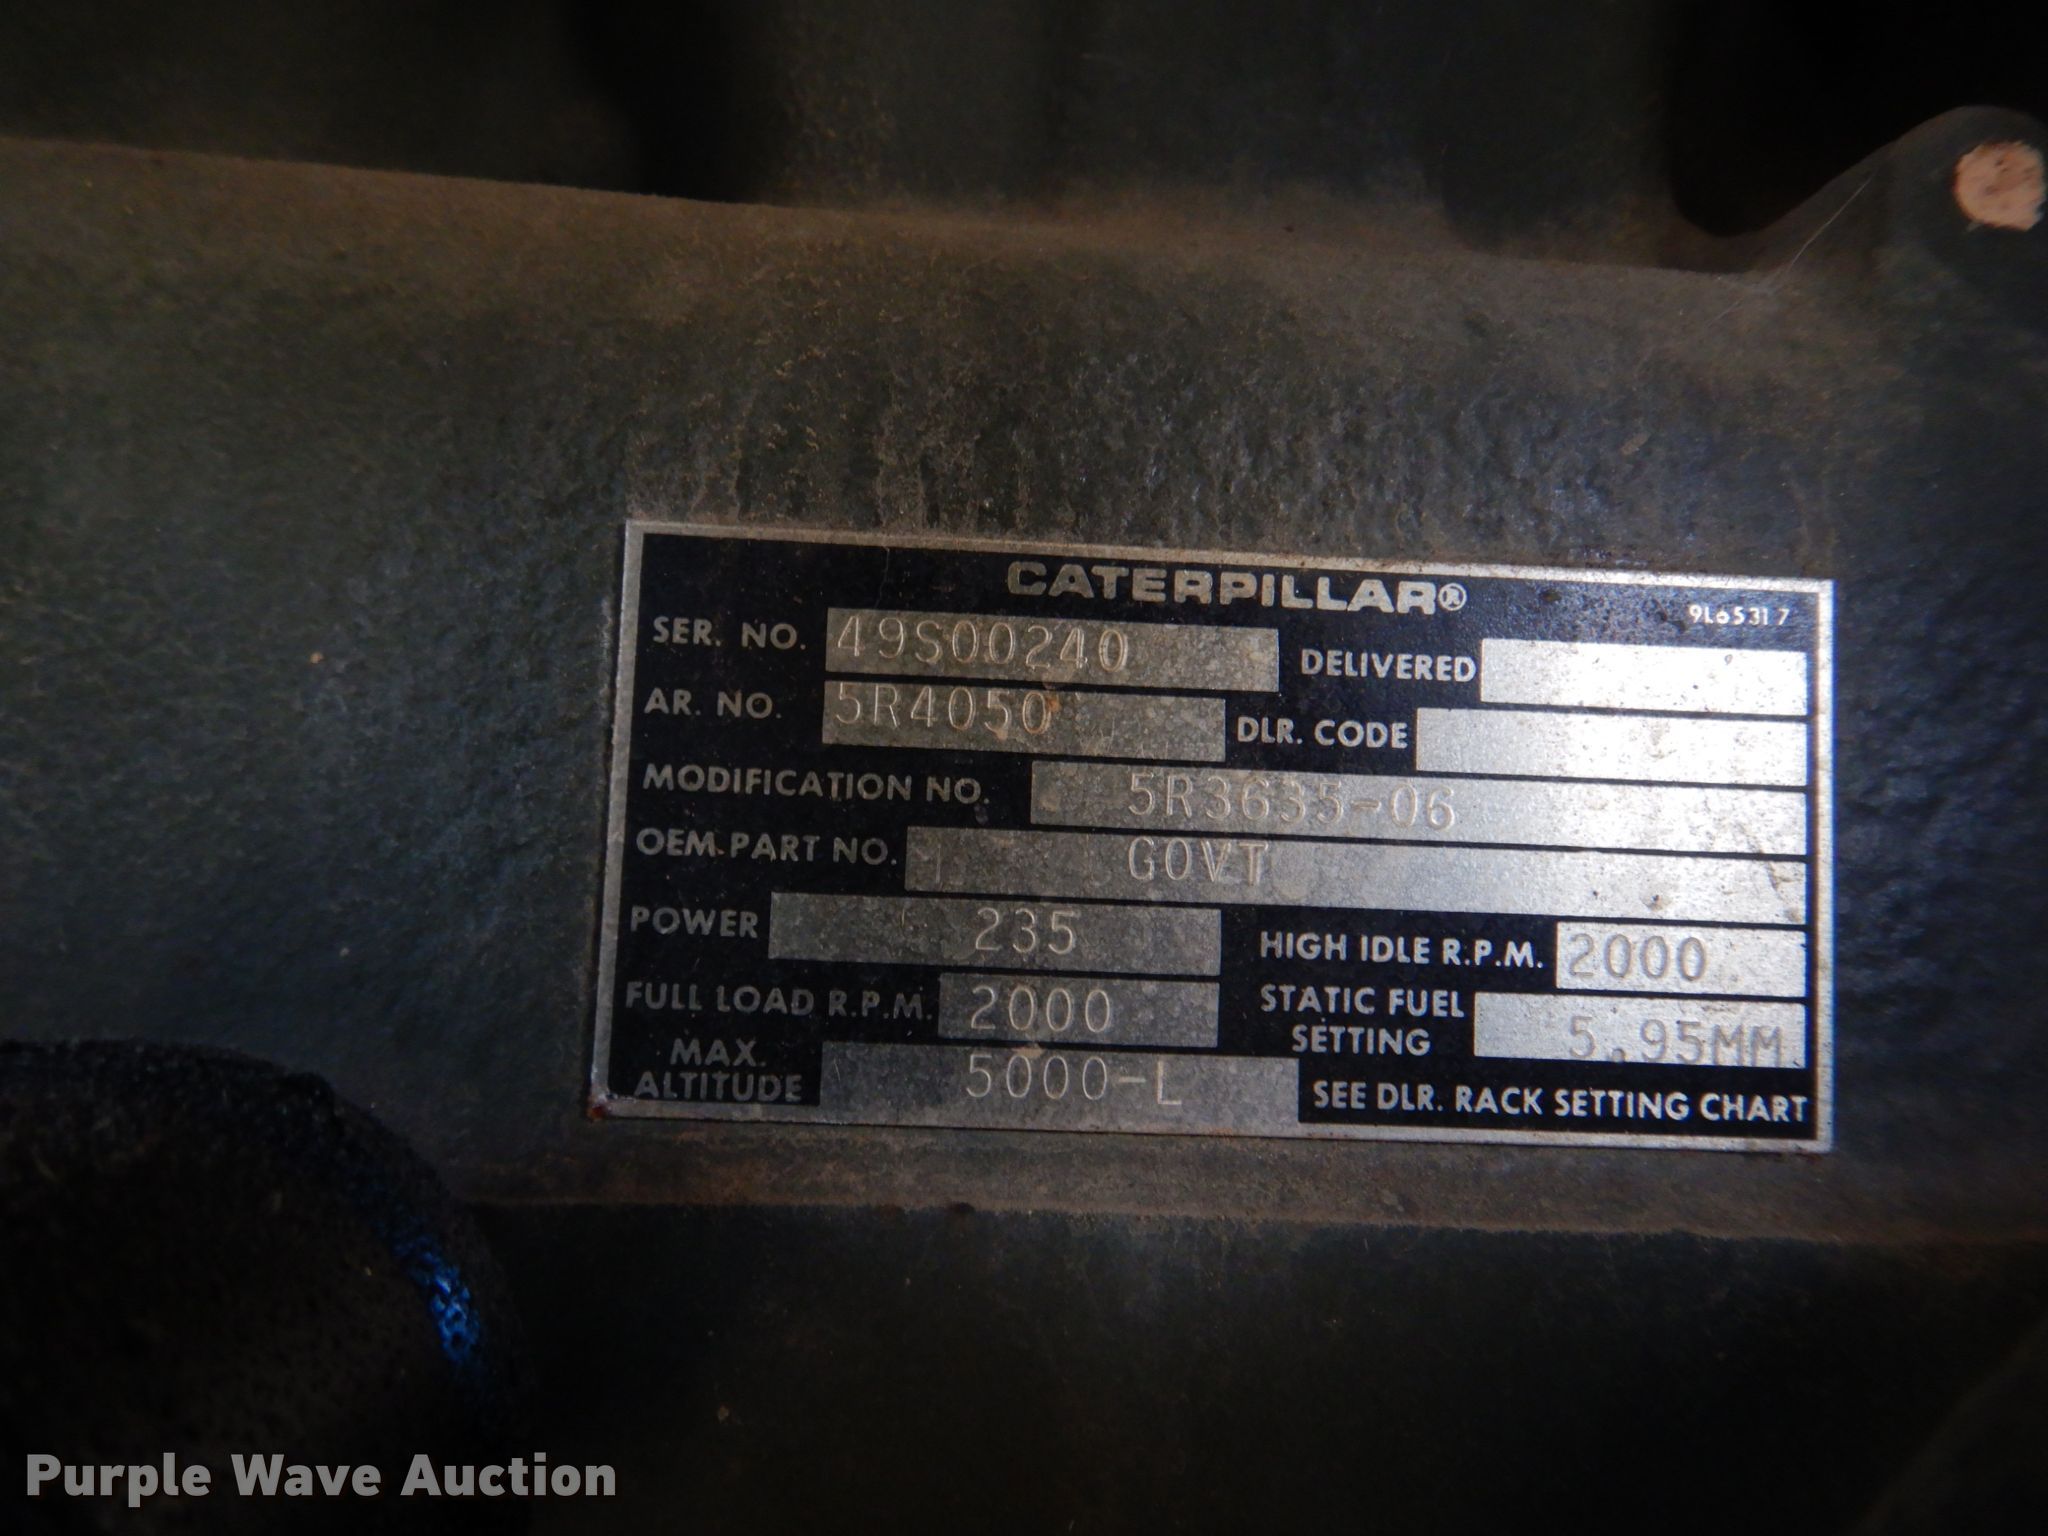 CATERPILLAR®
9L65317
SER. NO. 49S00240 DELIVERED
AR. NO. 5R4050 DLR. CODE
MODIFICATION NO. 5R3635-06
OEM PART NO. GOVT
POWER 235 HIGH IDLE R.P.M. 2000
FULL LOAD R.P.M. 2000 STATIC FUEL SETTING 5.95MM
MAX. ALTITUDE 5000-L SEE DLR. RACK SETTING CHART
Purple Wave Auction